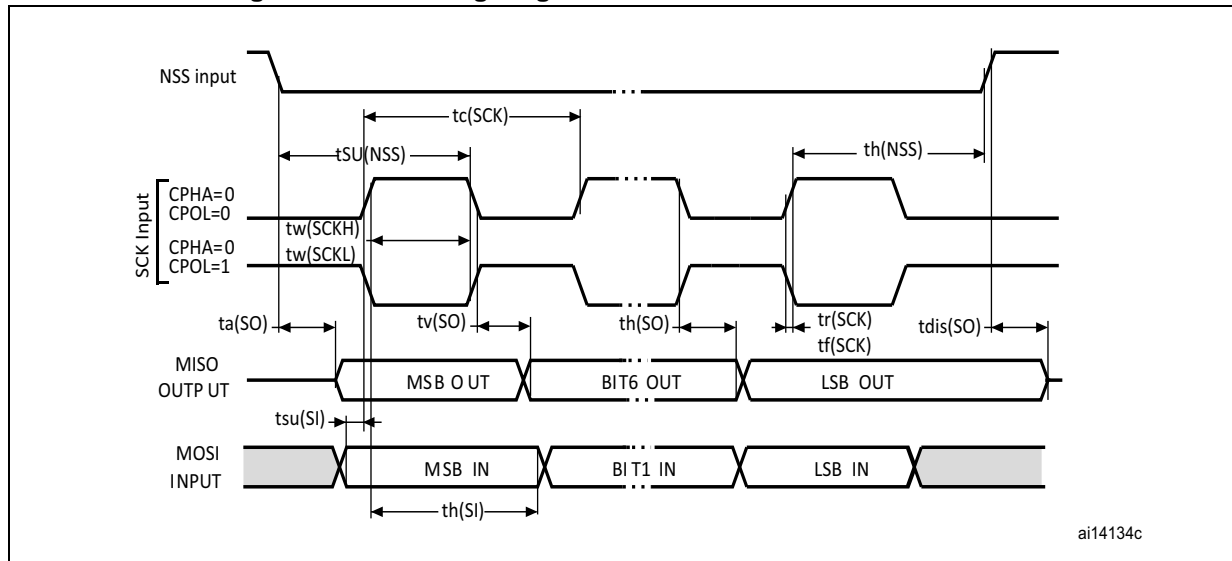 NSS input
tc(SCK)
tSU(NSS)
th(NSS)
SCK Input
CPHA=0
CPOL=0
tw(SCKH)
CPHA=0
tw(SCKL)
CPOL=1
ta(SO)
tv(SO)
th(SO)
tr(SCK)
tf(SCK)
tdis(SO)
MISO
OUTP UT
MSB O UT
BIT6 OUT
LSB OUT
tsu(SI)
MOSI
INPUT
MSB IN
BIT1 IN
LSB IN
th(SI)
ai14134c